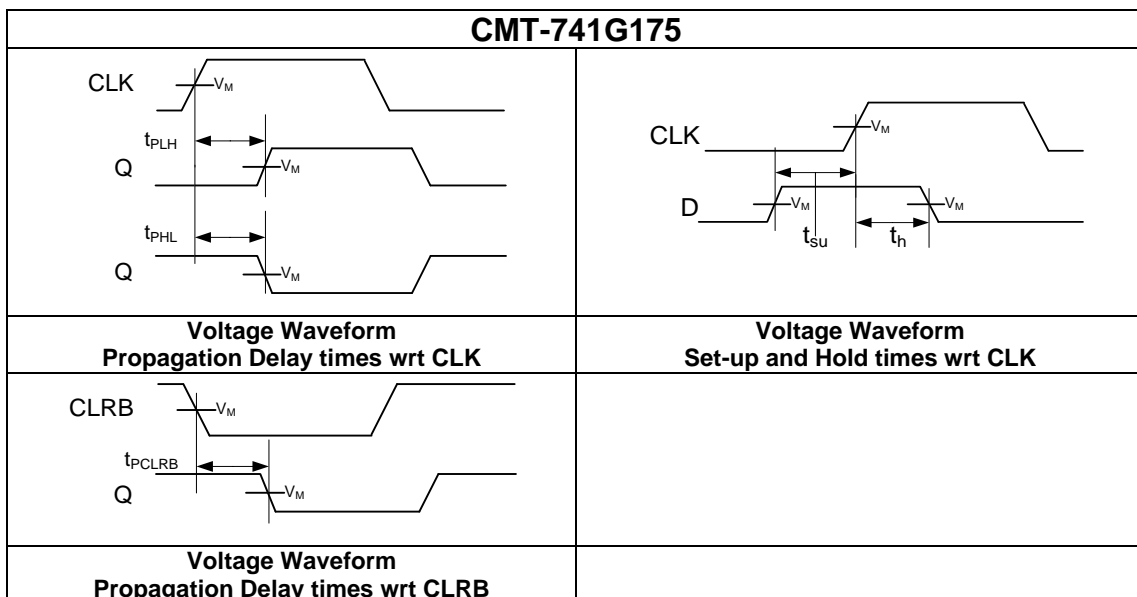 CMT-741G175
CLK
VM
tPLH
Q
VM
tPHL
Q
VM
CLK
VM
D
VM
VM
tsu
th
Voltage Waveform
Propagation Delay times wrt CLK
Voltage Waveform
Set-up and Hold times wrt CLK
CLRB
VM
tPCLRB
Q
VM
Voltage Waveform
Propagation Delay times wrt CLRB